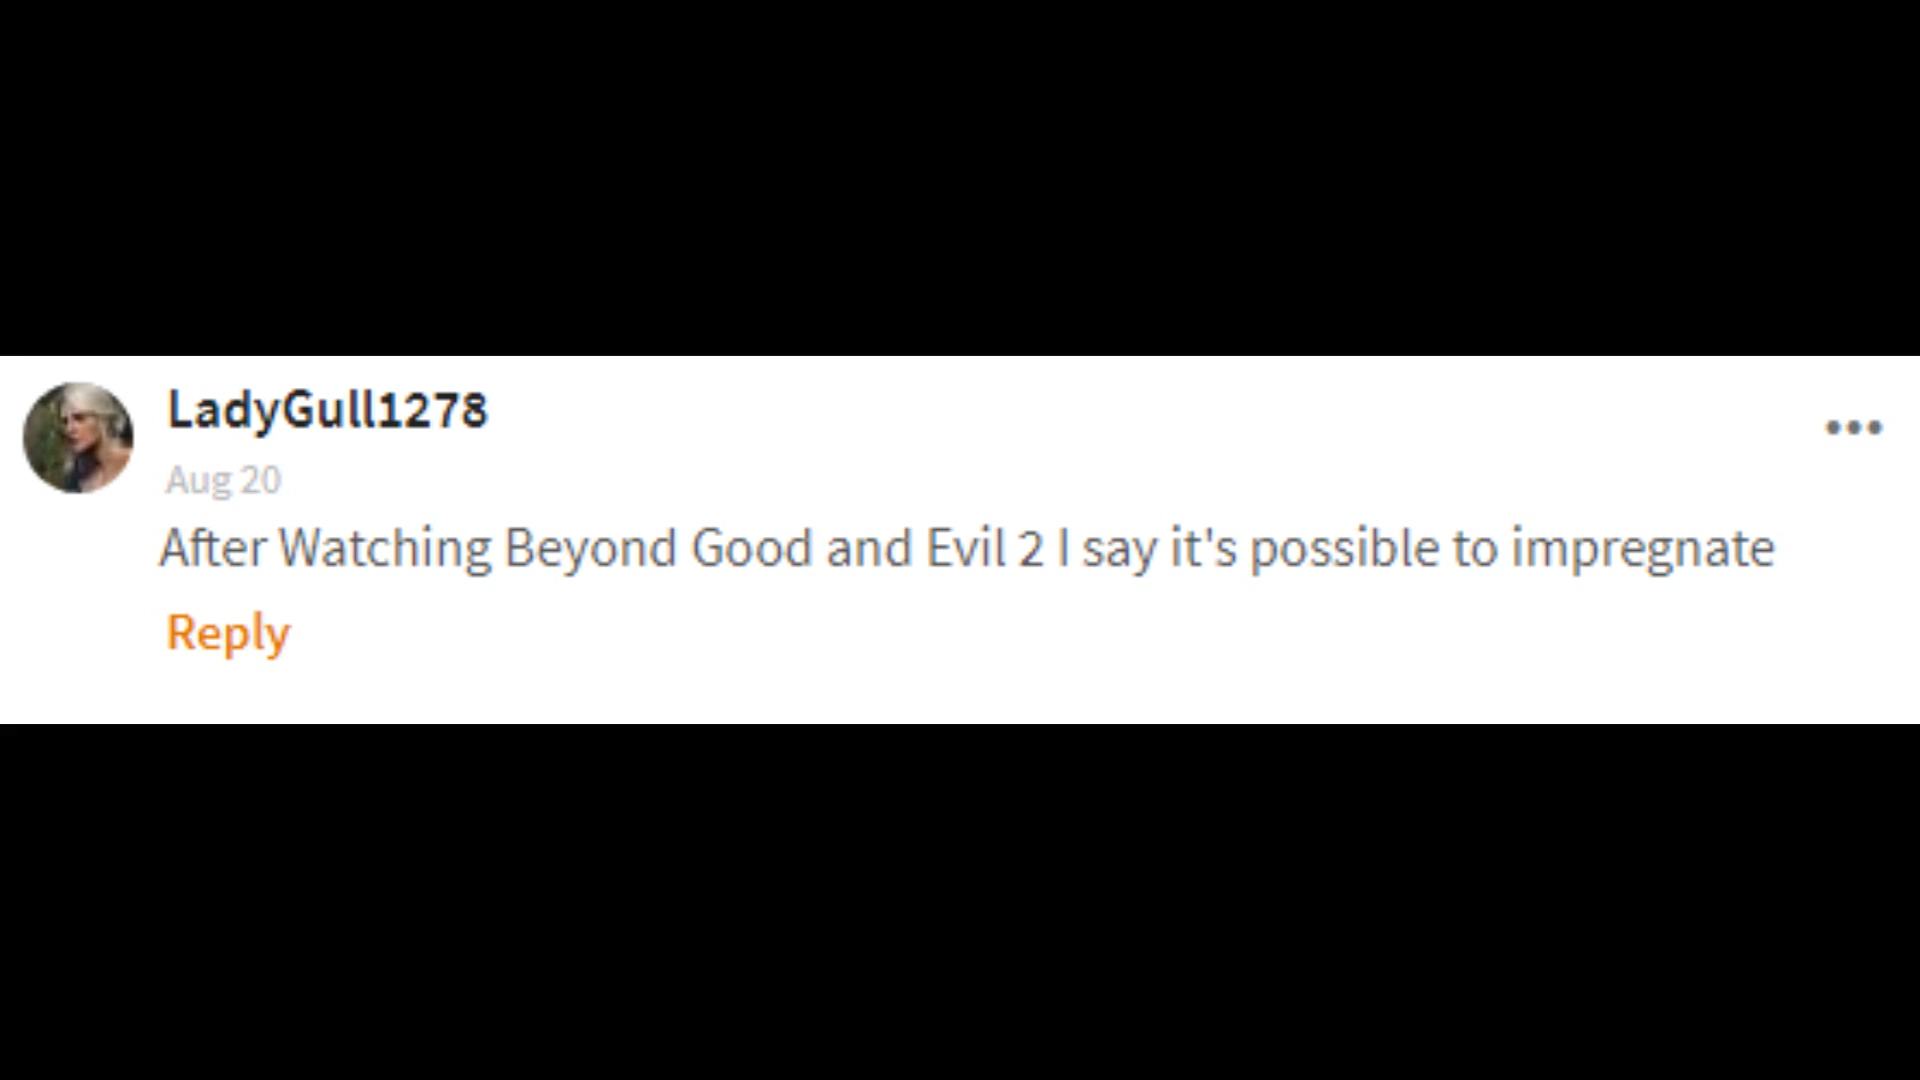 LadyGull1278
Aug 20
After Watching Beyond Good and Evil 2 I say it's possible to impregnate
Reply